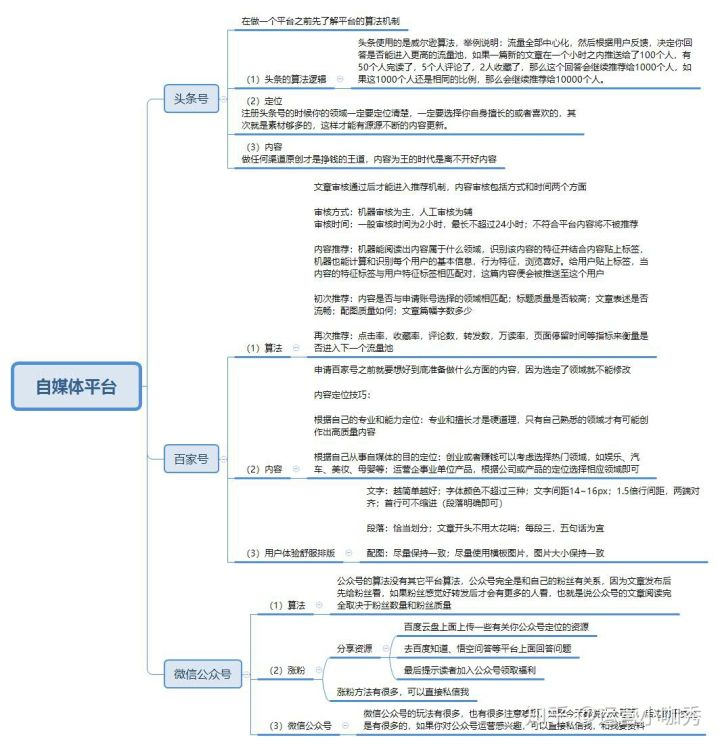 在做一个平台之前先了解平台的算法机制
头条使用的是威尔逊算法，举例说明：流量全部中心化，然后根据用户反馈，决定你回
答是否能进入更高的流量池，如果一篇新的文章在一个小时之内推送给了100个人，有
50个人完读了，5个人评论了，2人收藏了，那么这个回答会继续推荐给1000个人，如
果这1000个人还是相同的比例，那么会继续推荐给10000个人。
（1）头条的算法逻辑
头条号
（2）定位
注册头条号的时候你的领域一定要定位清楚，一定要选择你自身擅长的或者喜欢的，其
次就是素材够多的，这样才能有源源不断的内容更新。
（3）内容
做任何渠道原创才是挣钱的王道，内容为王的时代是离不开好内容
文章审核通过后才能进入推荐机制，内容审核包括方式和时间两个方面
审核方式：机器审核为主，人工审核为辅
审核时间：一般审核时间为2小时，最长不超过24小时；不符合平台内容将不被推荐
内容推荐：机器能阅读出内容属于什么领域，识别该内容的特征并结合内容贴上标签，
机器也能计算和识别每个用户的基本信息，行为特征，浏览喜好。给用户贴上标签，当
内容的特征标签与用户特征标签相匹配对，这篇内容便会被推送至这个用户
初次推荐：内容是否与申请账号选择的领域相匹配；标题质量是否较高；文章表述是否
流畅；配图质量如何；文章篇幅字数多少
再次推荐：点击率，收藏率，评论数，转发数，万读率，页面停留时间等指标来衡量是
否进入下一个流量池
（1）算法
自媒体平台
申请百家号之前就要想好到底准备做什么方面的内容，因为选定了领域就不能修改
内容定位技巧：
根据自己的专业和能力定位：专业和擅长才是硬道理，只有自己熟悉的领域才有可能创
作出高质量内容
百家号
根据自己从事自媒体的目的定位：创业或者赚钱可以考虑选择热门领域，如娱乐、汽
车、美妆、母婴等；运营企事业单位产品，根据公司或产品的定位选择相应领域即可
（2）内容
文字：越简单越好；字体颜色不超过三种；文字间距14~16px；1.5倍行间距，两端对
齐；首行可不缩进（段落明确即可）
段落：恰当划分；文章开头不用太花哨；每段三、五句话为宜
（3）用户体验舒服排版
配图：尽量保持一致；尽量使用横板图片，图片大小保持一致
公众号的算法没有其它平台算法，公众号完全是和自己的粉丝有关系，因为文章发布后
先给粉丝看，如果粉丝感觉好转发后才会有更多的人看，也就是说公众号的文章阅读完
全取决于粉丝数量和粉丝质量
（1）算法
百度云盘上面上传一些有关你公众号定位的资源
分享资源
去百度知道、悟空问答等平台上面回答问题
微信公众号
（2）涨粉
最后提示读者加入公众号领取福利
涨粉方法有很多，可以直接私信我
微信公众号的玩法有很多，也有很多注意
（3）微信公众号
是有很多的，如果你对公众号运营感兴趣，可以直接私信我，和我要资料
知乎